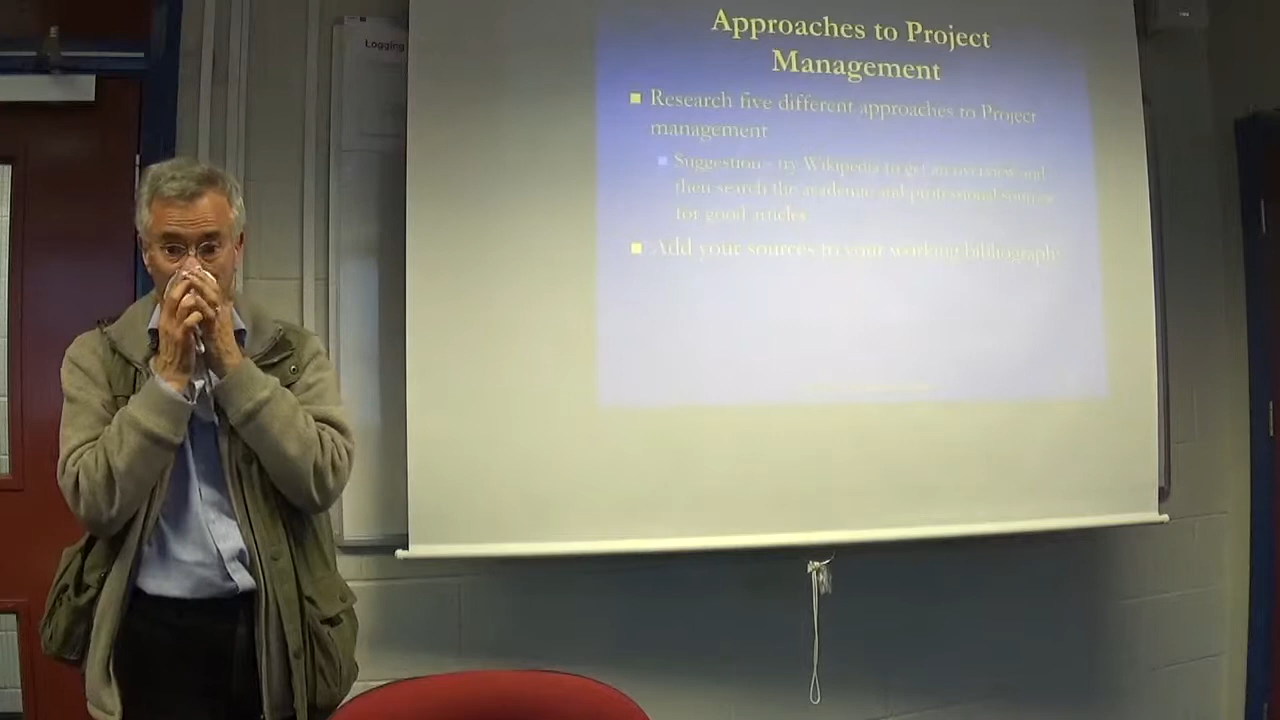 Logging
Approaches to Project
Management
Research five different approaches to Project
management
Suggestion - try Wikipedia to get an overview and
then search the academic and professional sources
for good articles
Add your sources to your working bibliography